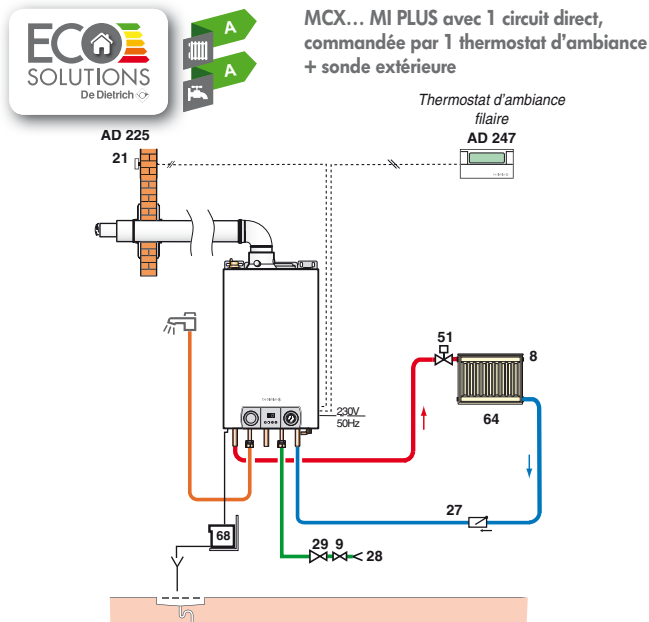 ECO
SOLUTIONS
De Dietrich
A
A
MCX... MI PLUS avec 1 circuit direct,
commandée par 1 thermostat d'ambiance
+ sonde extérieure
Thermostat d'ambiance
filaire
AD 247
AD 225
21
51
8
64
230V
50Hz
27
68
29 9
28